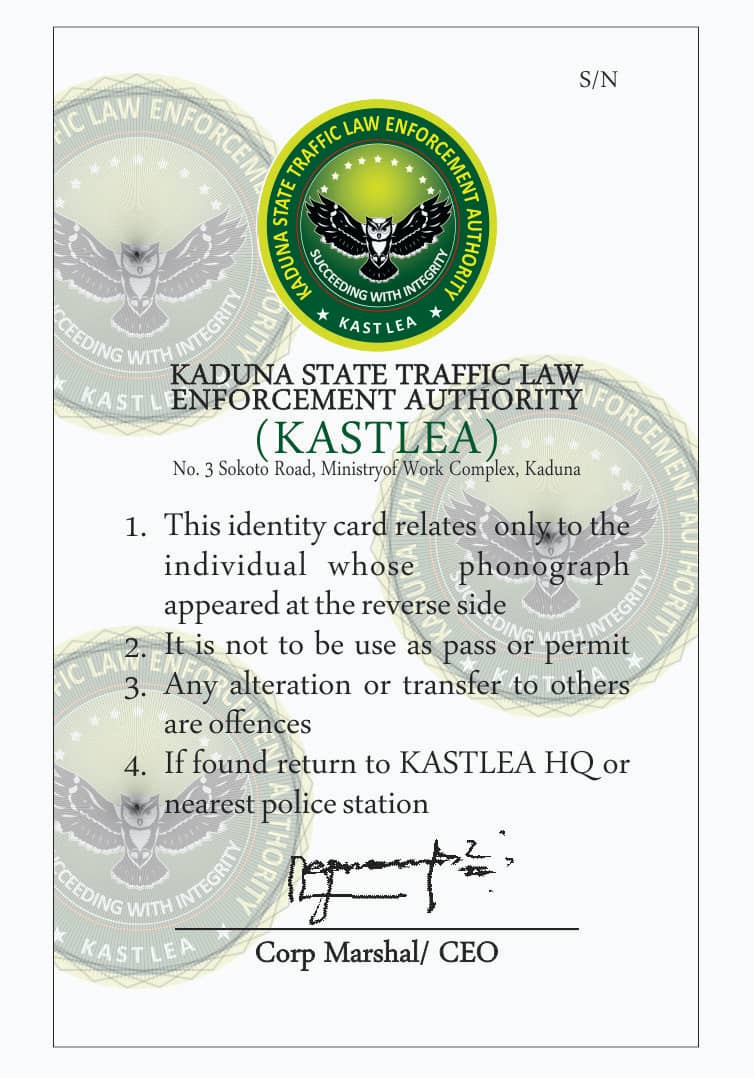 S/N
KADUNA STATE TRAFFIC LAW ENFORCEMENT AUTHORITY
SUCCEEDING WITH INTEGRITY
KASTLEA
KADUNA STATE TRAFFIC LAW
ENFORCEMENT AUTHORITY
(KASTLEA)
No. 3 Sokoto Road, Ministryof Work Complex, Kaduna
1. This identity card relates only to the
individual whose phonograph
appeared at the reverse side
2. It is not to be use as pass or permit
3. Any alteration or transfer to others
are offences
4. If found return to KASTLEA HQ or
nearest police station
Corp Marshal/ CEO